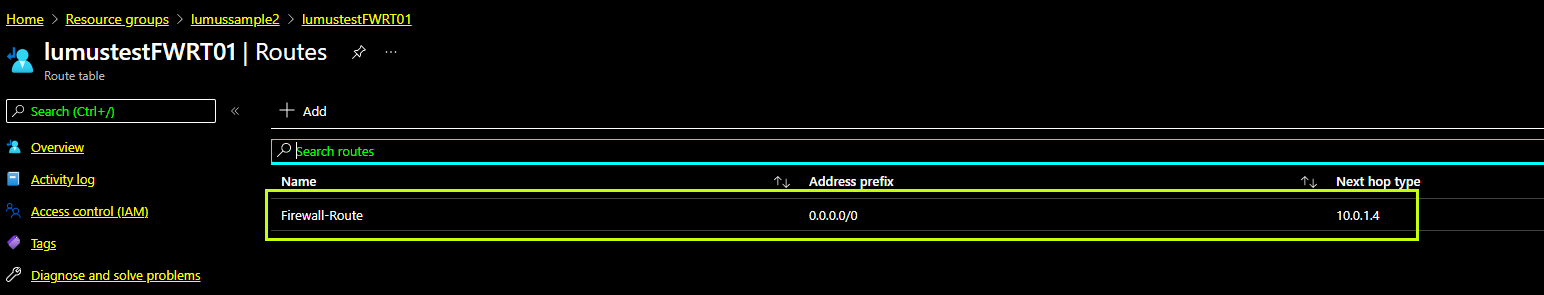 Home > Resource groups > lumussample2 > lumustestFWRT01
lumustestFWRT01 | Routes
Route table
Search (Ctrl+/)
Add
Overview
Search routes
Activity log
Name Address prefix Next hop type
Access control (IAM)
Firewall-Route 0.0.0.0/0 10.0.1.4
Tags
Diagnose and solve problems